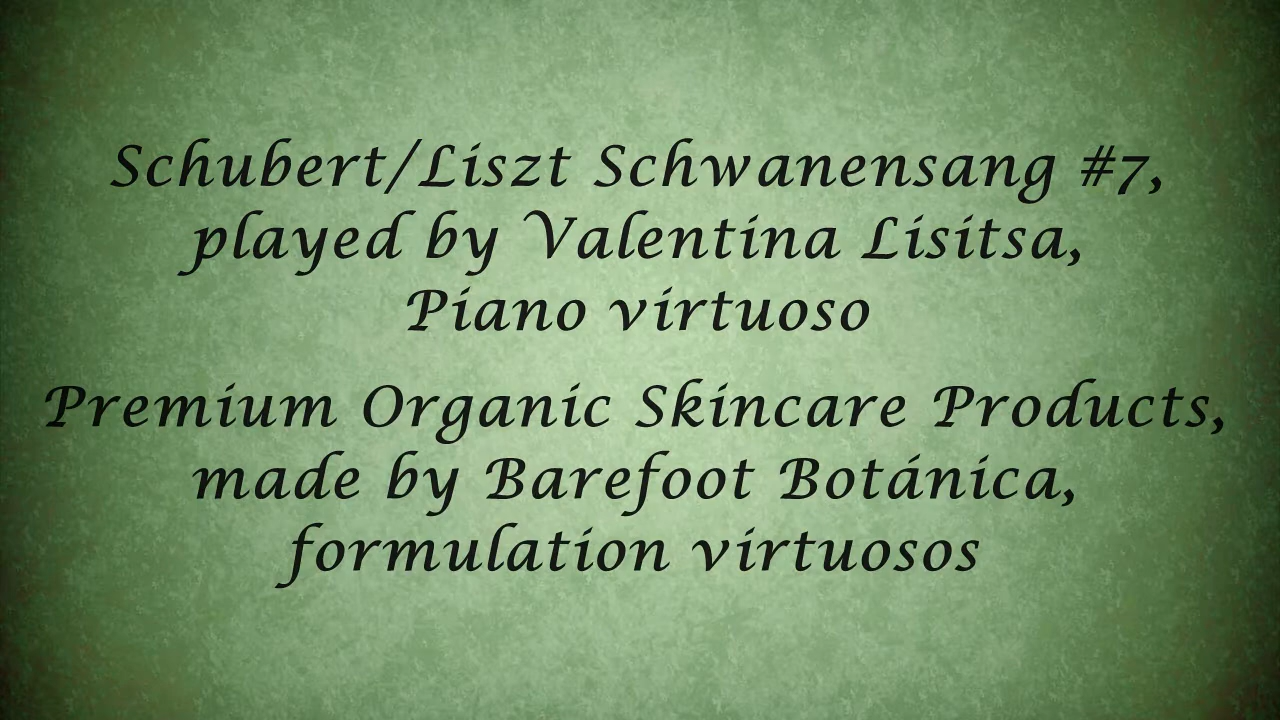 Schubert/Liszt Schwanensang #7,
played by Valentina Lisitsa,
Piano virtuoso
Premium Organic Skincare Products,
made by Barefoot Botánica,
formulation virtuosos